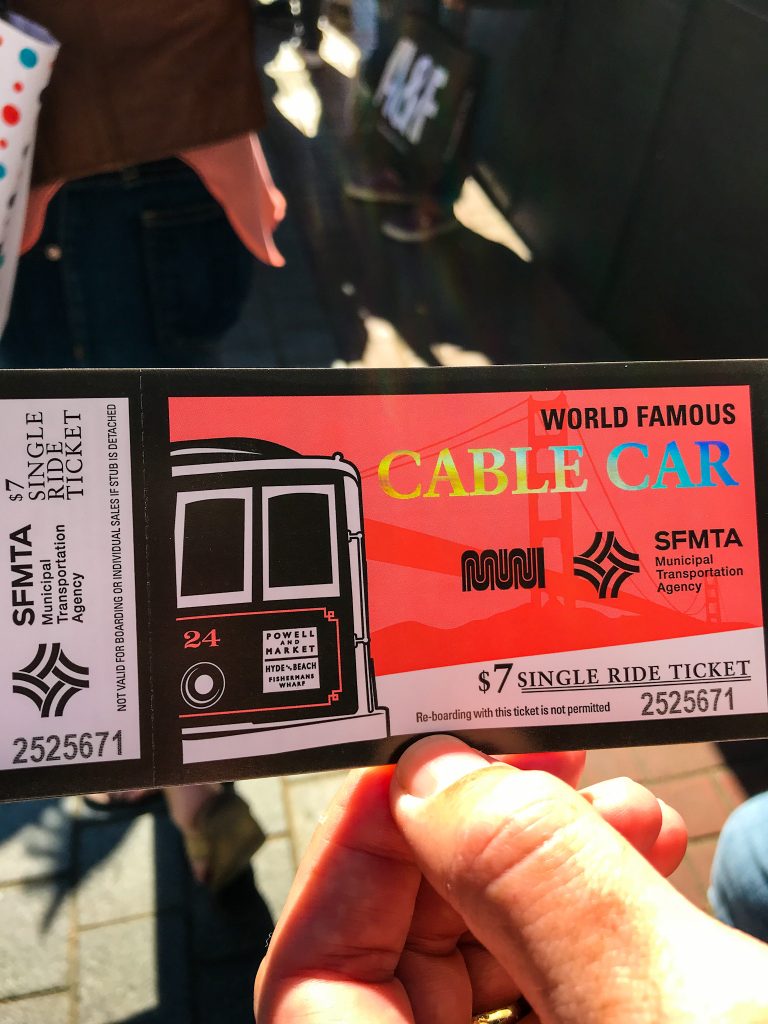 A&F
$7
SINGLE
RIDE
TICKET
SFMTA
Municipal
Transportation
Agency
NOT VALID FOR BOARDING OR INDIVIDUAL SALES IF STUB IS DETACHED
2525671
WORLD FAMOUS
CABLE CAR
MUNI
SFMTA
Municipal
Transportation
Agency
24
POWELL
AND
MARKET
HYDE AND BEACH
FISHERMANS
WHARF
$7 SINGLE RIDE TICKET
Re-boarding with this ticket is not permitted
2525671